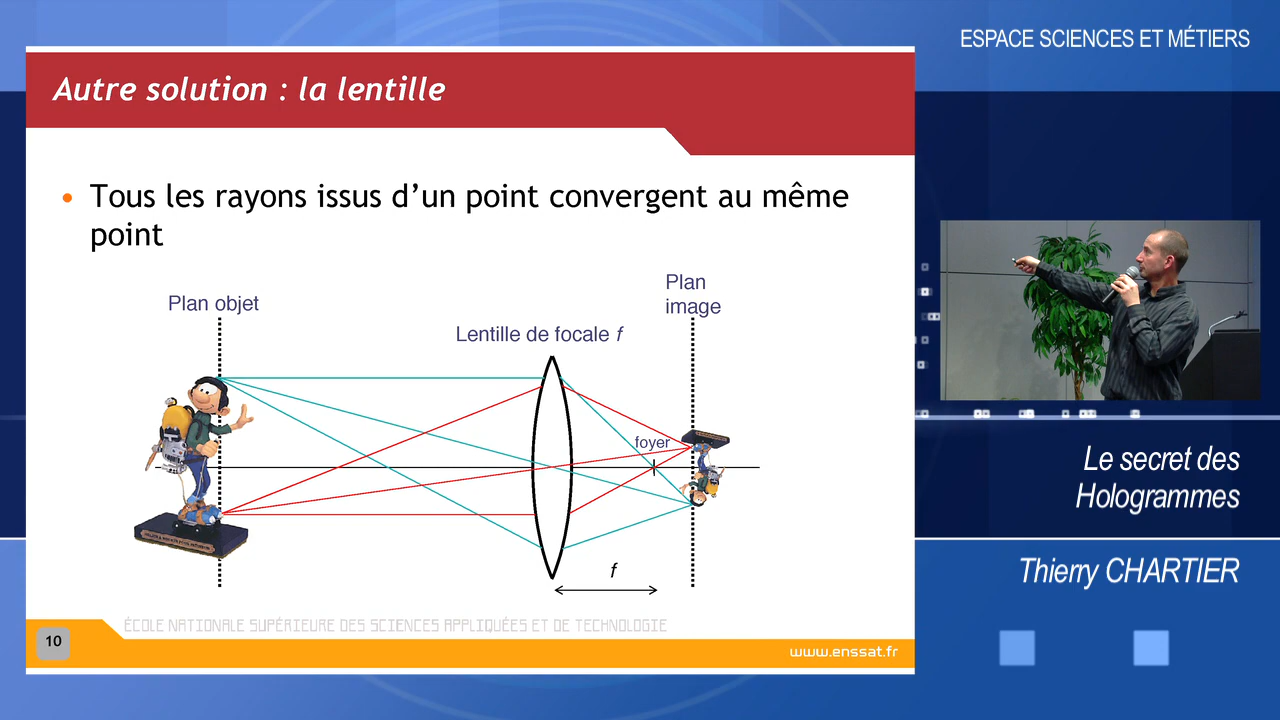 ESPACE SCIENCES ET MÉTIERS
Autre solution : la lentille
• Tous les rayons issus d’un point convergent au même
point
Plan objet
Plan
image
Lentille de focale f
foyer
f
ÉCOLE NATIONALE SUPÉRIEURE DES SCIENCES APPLIQUÉES ET DE TECHNOLOGIE
10
www.enssat.fr
Le secret des
Hologrammes
Thierry CHARTIER